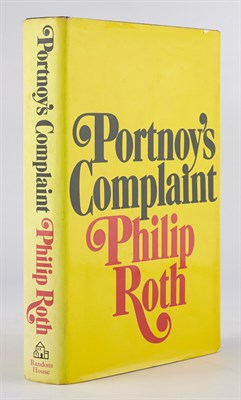 Portnoy's Complaint Philip Roth
Random
House
Portnoy's
Complaint
Philip
Roth